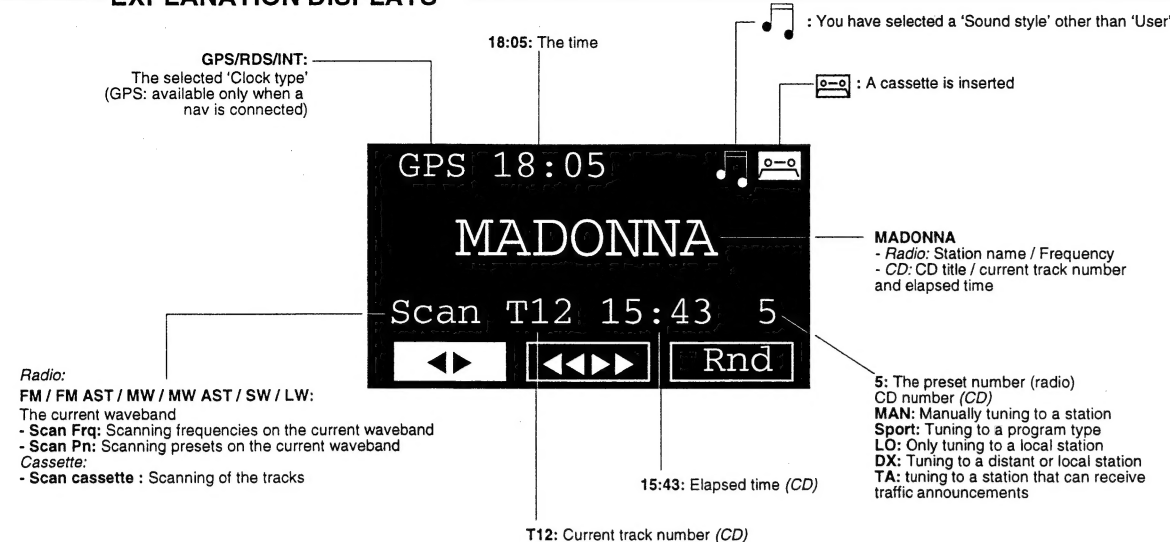 EXPLANATION DISPLAYS
: You have selected a 'Sound style' other than 'User'
18:05: The time
GPS/RDS/INT:
The selected 'Clock type'
(GPS: available only when a
nav is connected)
: A cassette is inserted
GPS 18:05
MADONNA
Scan T12 15:43 5
Rnd
MADONNA
- Radio: Station name / Frequency
- CD: CD title / current track number
and elapsed time
Radio:
FM / FM AST / MW / MW AST / SW / LW:
The current waveband
- Scan Frq: Scanning frequencies on the current waveband
- Scan Pn: Scanning presets on the current waveband
Cassette:
- Scan cassette : Scanning of the tracks
5: The preset number (radio)
CD number (CD)
MAN: Manually tuning to a station
Sport: Tuning to a program type
LO: Only tuning to a local station
DX: Tuning to a distant or local station
TA: tuning to a station that can receive
traffic announcements
15:43: Elapsed time (CD)
T12: Current track number (CD)